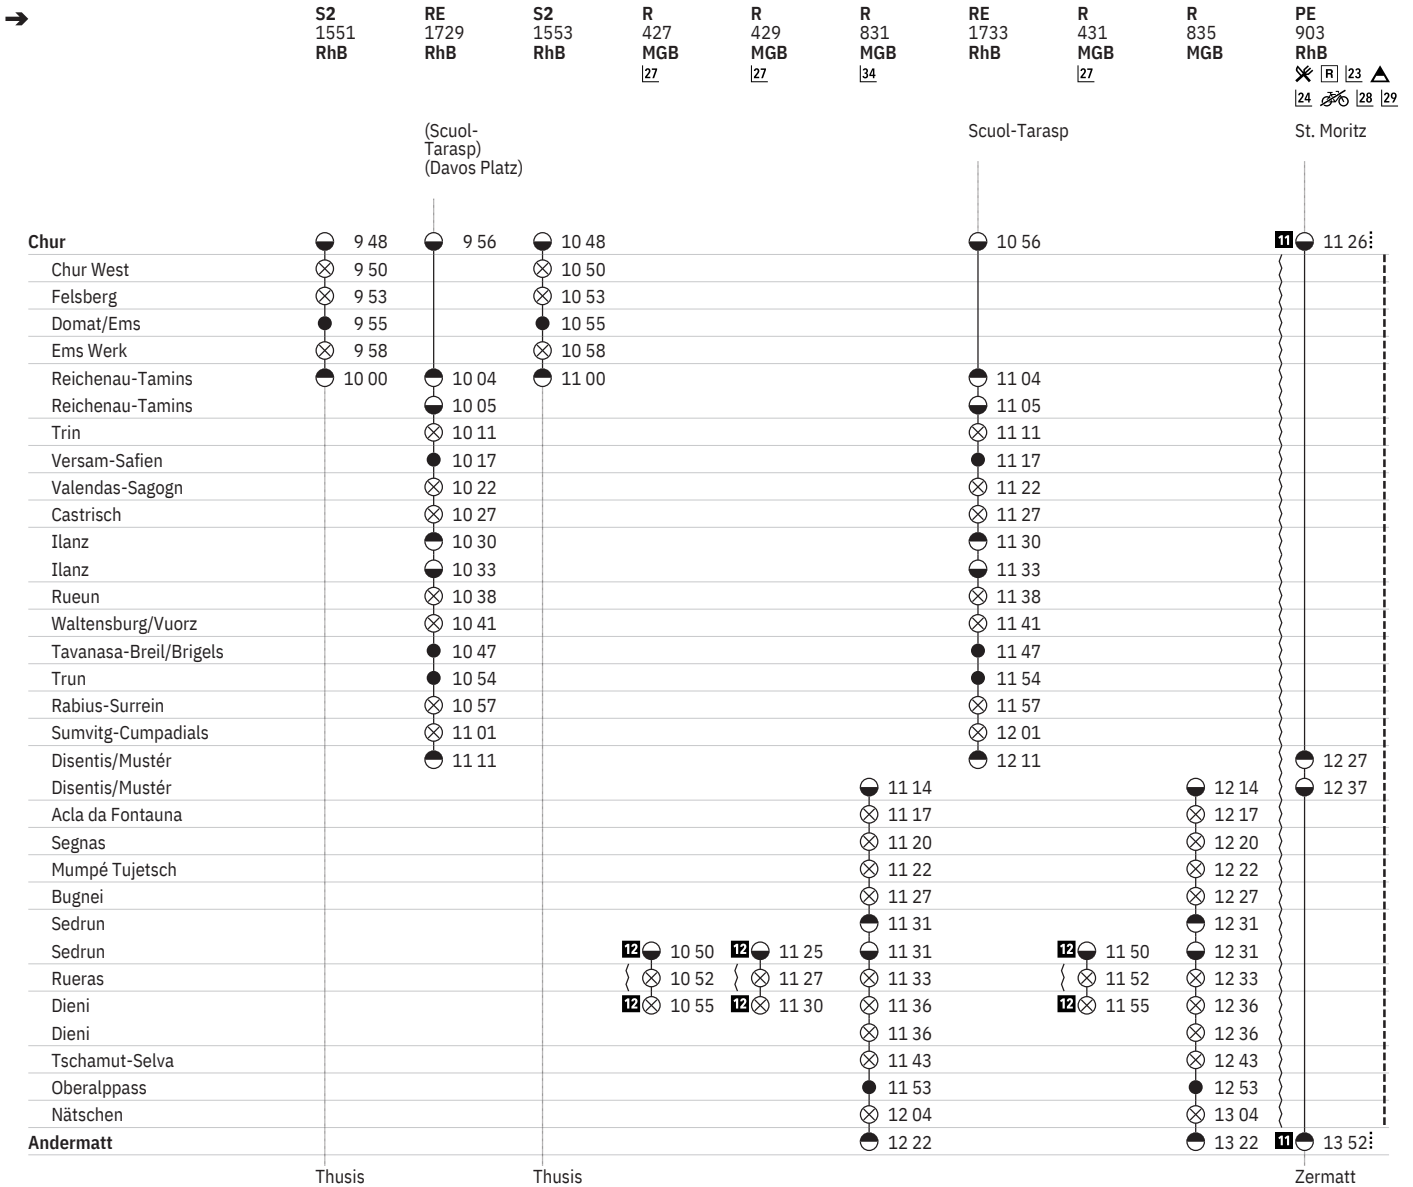 ➔ S2 RE S2 R R R RE R R PE
1551 1729 1553 427 429 831 1733 431 835 903
RhB RhB RhB MGB MGB MGB RhB MGB MGB RhB
27 27 34 27 R 23
24 28 29
(Scuol- Scuol-Tarasp St. Moritz
Tarasp)
(Davos Platz)
Chur 9 48 9 56 10 48 10 56 11 11 26
Chur West 9 50 10 50
Felsberg 9 53 10 53
Domat/Ems 9 55 10 55
Ems Werk 9 58 10 58
Reichenau-Tamins 10 00 10 04 11 00 11 04
Reichenau-Tamins 10 05 11 05
Trin 10 11 11 11
Versam-Safien 10 17 11 17
Valendas-Sagogn 10 22 11 22
Castrisch 10 27 11 27
Ilanz 10 30 11 30
Ilanz 10 33 11 33
Rueun 10 38 11 38
Waltensburg/Vuorz 10 41 11 41
Tavanasa-Breil/Brigels 10 47 11 47
Trun 10 54 11 54
Rabius-Surrein 10 57 11 57
Sumvitg-Cumpadials 11 01 12 01
Disentis/Mustér 11 11 12 11 12 27
Disentis/Mustér 11 14 12 14 12 37
Acla da Fontauna 11 17 12 17
Segnas 11 20 12 20
Mumpé Tujetsch 11 22 12 22
Bugnei 11 27 12 27
Sedrun 11 31 12 31
Sedrun 12 10 50 12 11 25 11 31 12 11 50 12 31
Rueras 10 52 11 27 11 33 11 52 12 33
Dieni 12 10 55 12 11 30 11 36 12 11 55 12 36
Dieni 11 36 12 36
Tschamut-Selva 11 43 12 43
Oberalppass 11 53 12 53
Nätschen 12 04 13 04
Andermatt 12 22 13 22 11 13 52
Thusis Thusis Zermatt